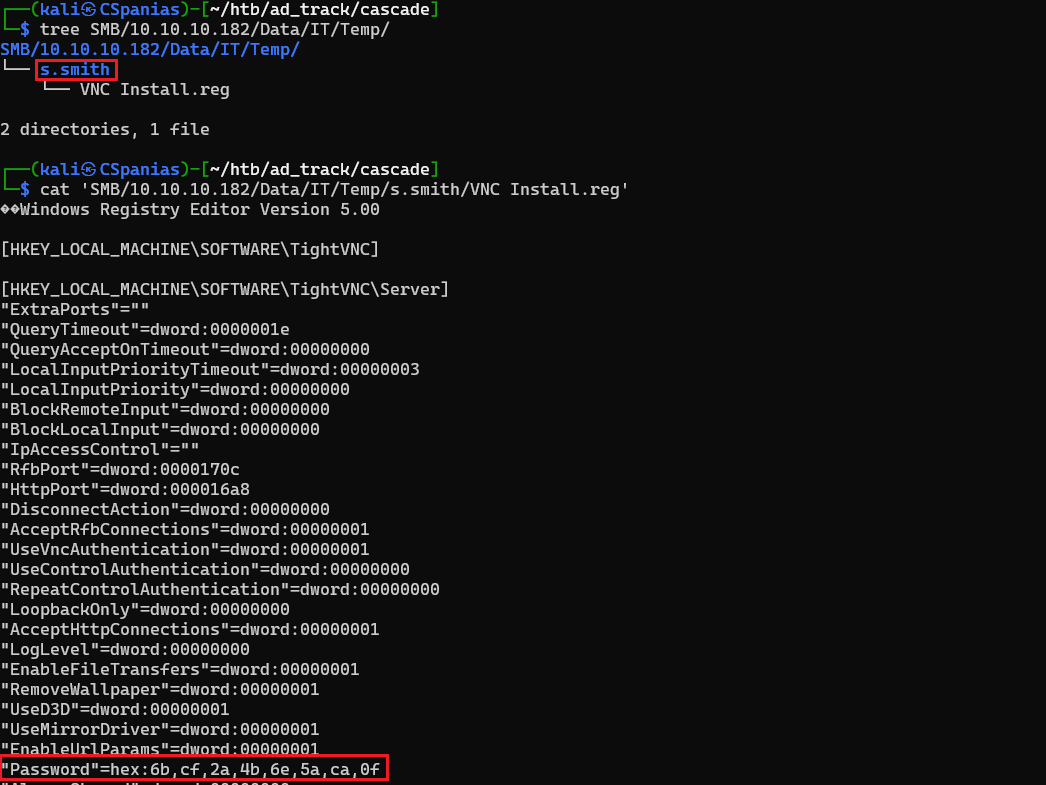 ┌──(kali㉿CSpanias)-[~/htb/ad_track/cascade]
└─$ tree SMB/10.10.10.182/Data/IT/Temp/
SMB/10.10.10.182/Data/IT/Temp/
└── s.smith
    └── VNC Install.reg

2 directories, 1 file

┌──(kali㉿CSpanias)-[~/htb/ad_track/cascade]
└─$ cat 'SMB/10.10.10.182/Data/IT/Temp/s.smith/VNC Install.reg'
��Windows Registry Editor Version 5.00

[HKEY_LOCAL_MACHINE\SOFTWARE\TightVNC]

[HKEY_LOCAL_MACHINE\SOFTWARE\TightVNC\Server]
"ExtraPorts"=""
"QueryTimeout"=dword:0000001e
"QueryAcceptOnTimeout"=dword:00000000
"LocalInputPriorityTimeout"=dword:00000003
"LocalInputPriority"=dword:00000000
"BlockRemoteInput"=dword:00000000
"BlockLocalInput"=dword:00000000
"IpAccessControl"=""
"RfbPort"=dword:0000170c
"HttpPort"=dword:000016a8
"DisconnectAction"=dword:00000000
"AcceptRfbConnections"=dword:00000001
"UseVncAuthentication"=dword:00000001
"UseControlAuthentication"=dword:00000000
"RepeatControlAuthentication"=dword:00000000
"LoopbackOnly"=dword:00000000
"AcceptHttpConnections"=dword:00000001
"LogLevel"=dword:00000000
"EnableFileTransfers"=dword:00000001
"RemoveWallpaper"=dword:00000001
"UseD3D"=dword:00000001
"UseMirrorDriver"=dword:00000001
"EnableUrlParams"=dword:00000001
"Password"=hex:6b,cf,2a,4b,6e,5a,ca,0f